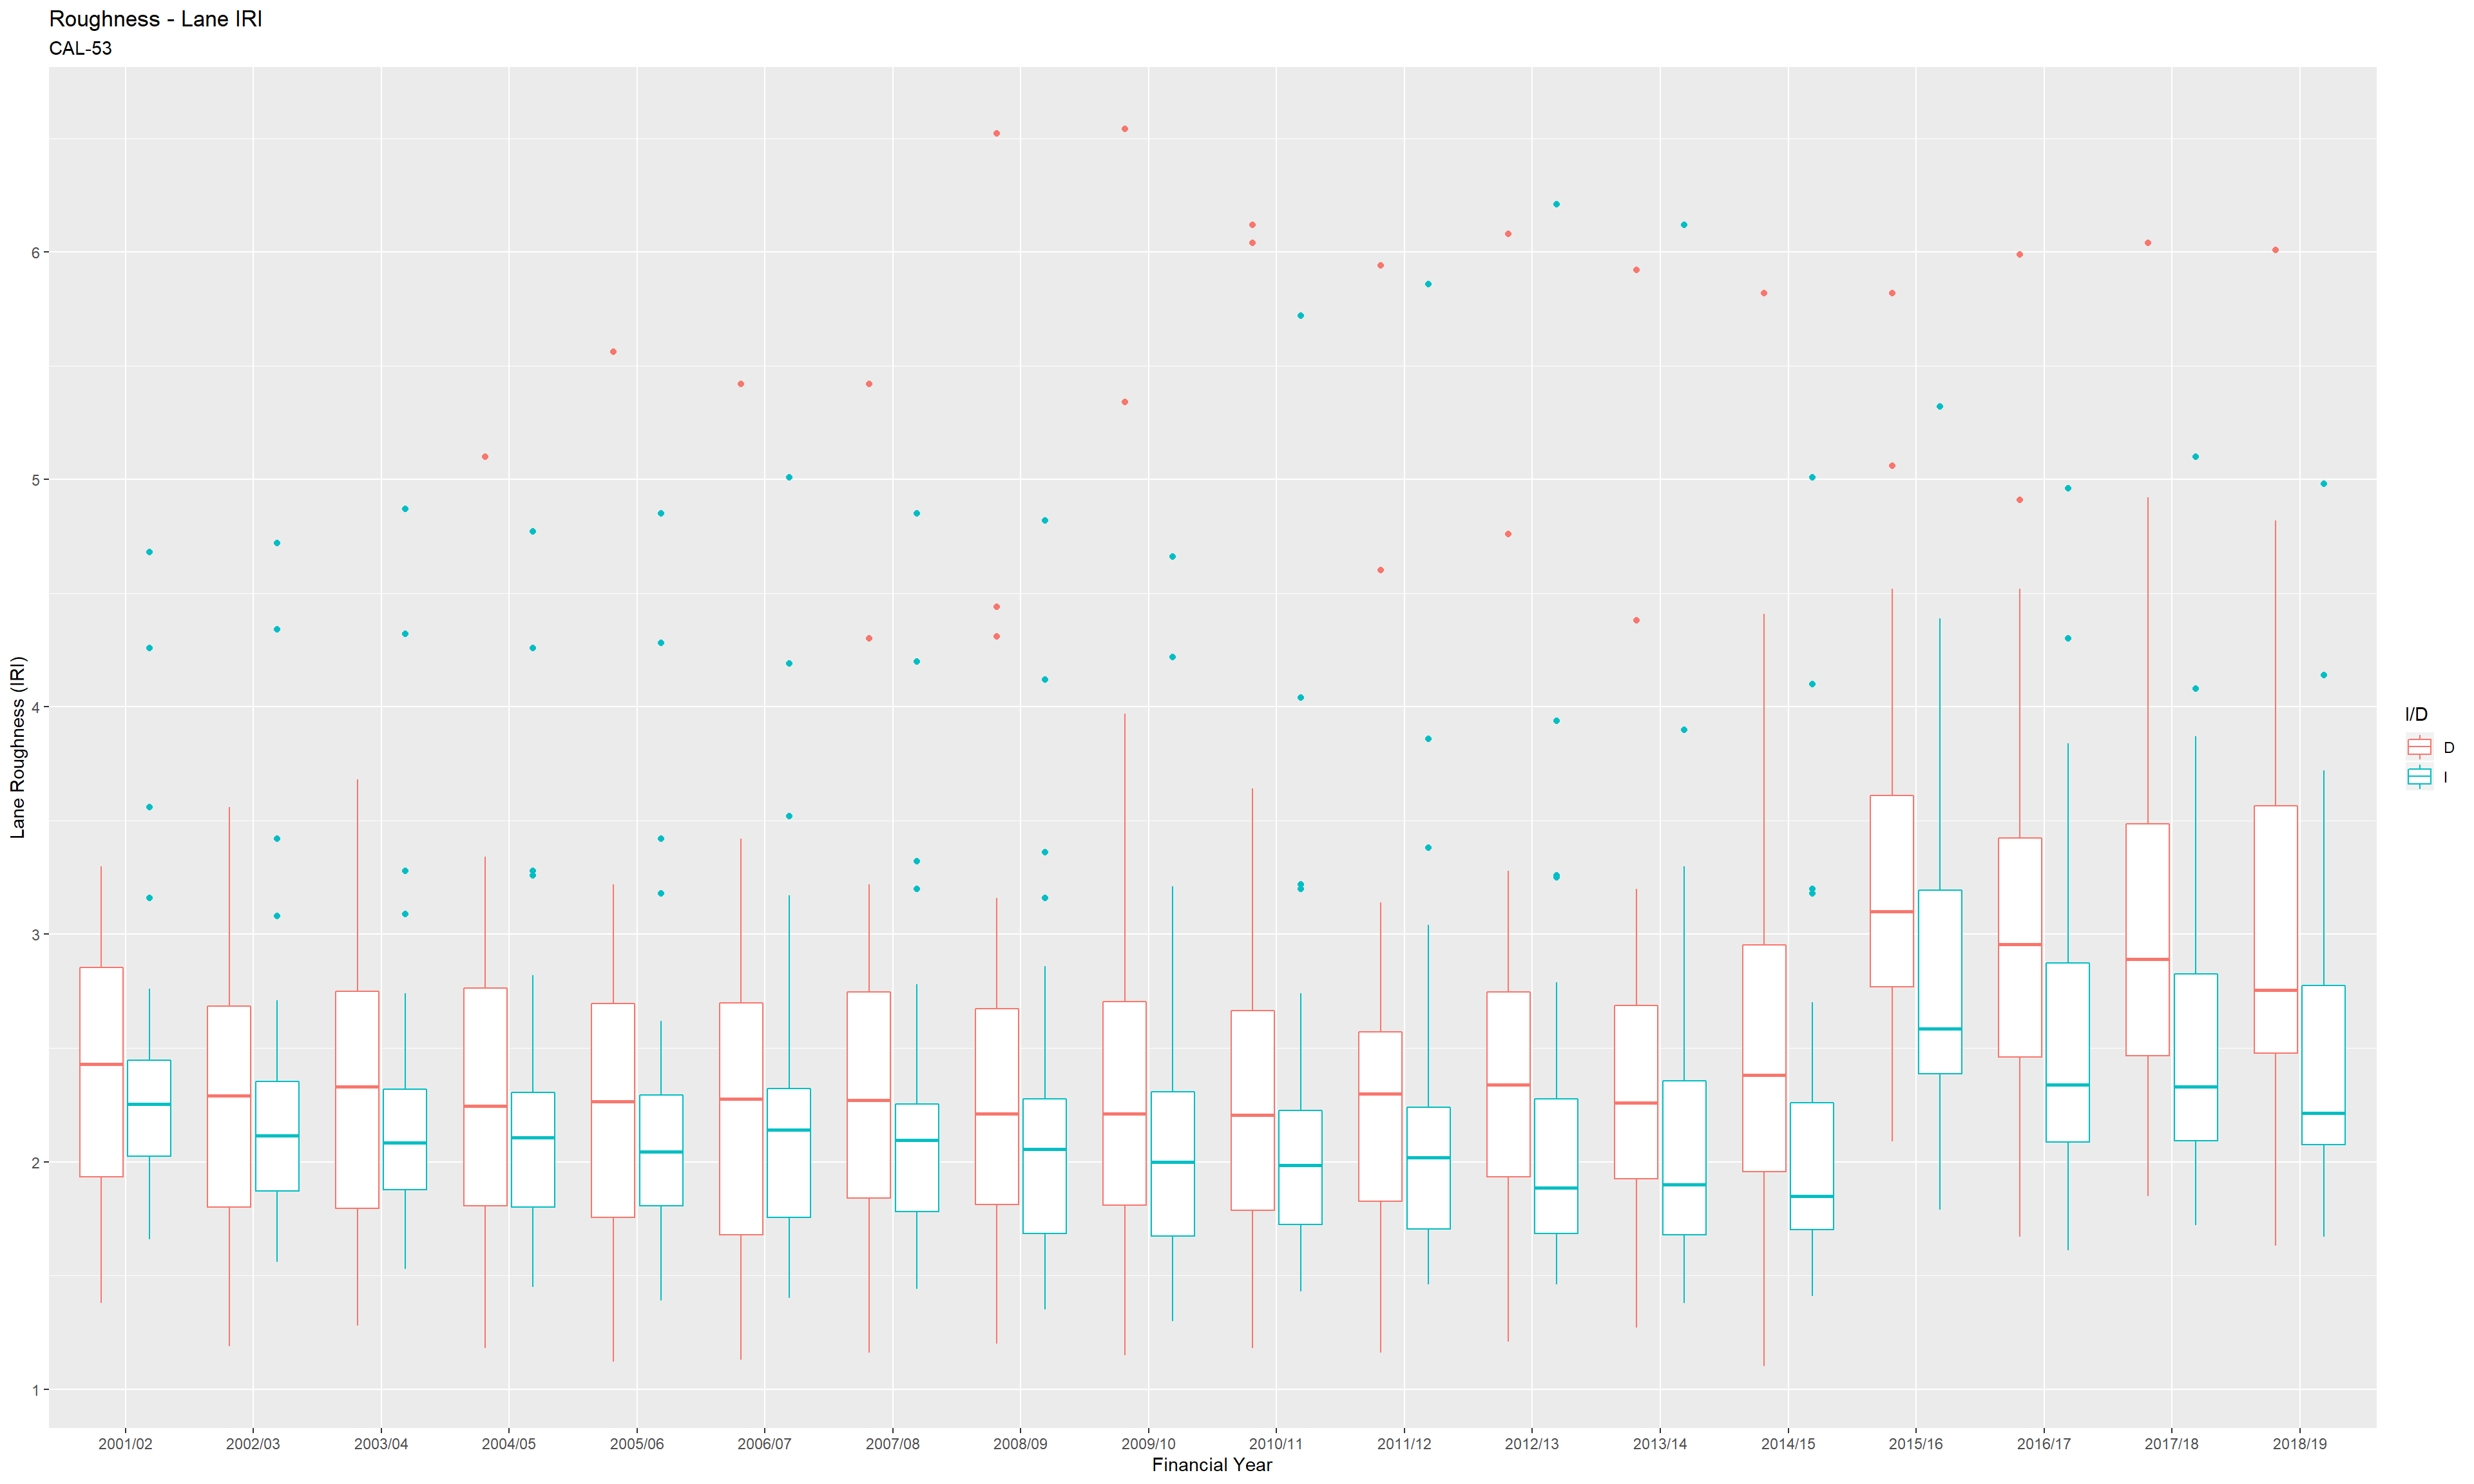 Roughness - Lane IRI
CAL-53
Lane Roughness (IRI)
6
5
4
3
2
1
2001/02 2002/03 2003/04 2004/05 2005/06 2006/07 2007/08 2008/09 2009/10 2010/11 2011/12 2012/13 2013/14 2014/15 2015/16 2016/17 2017/18 2018/19
Financial Year
I/D
D
I